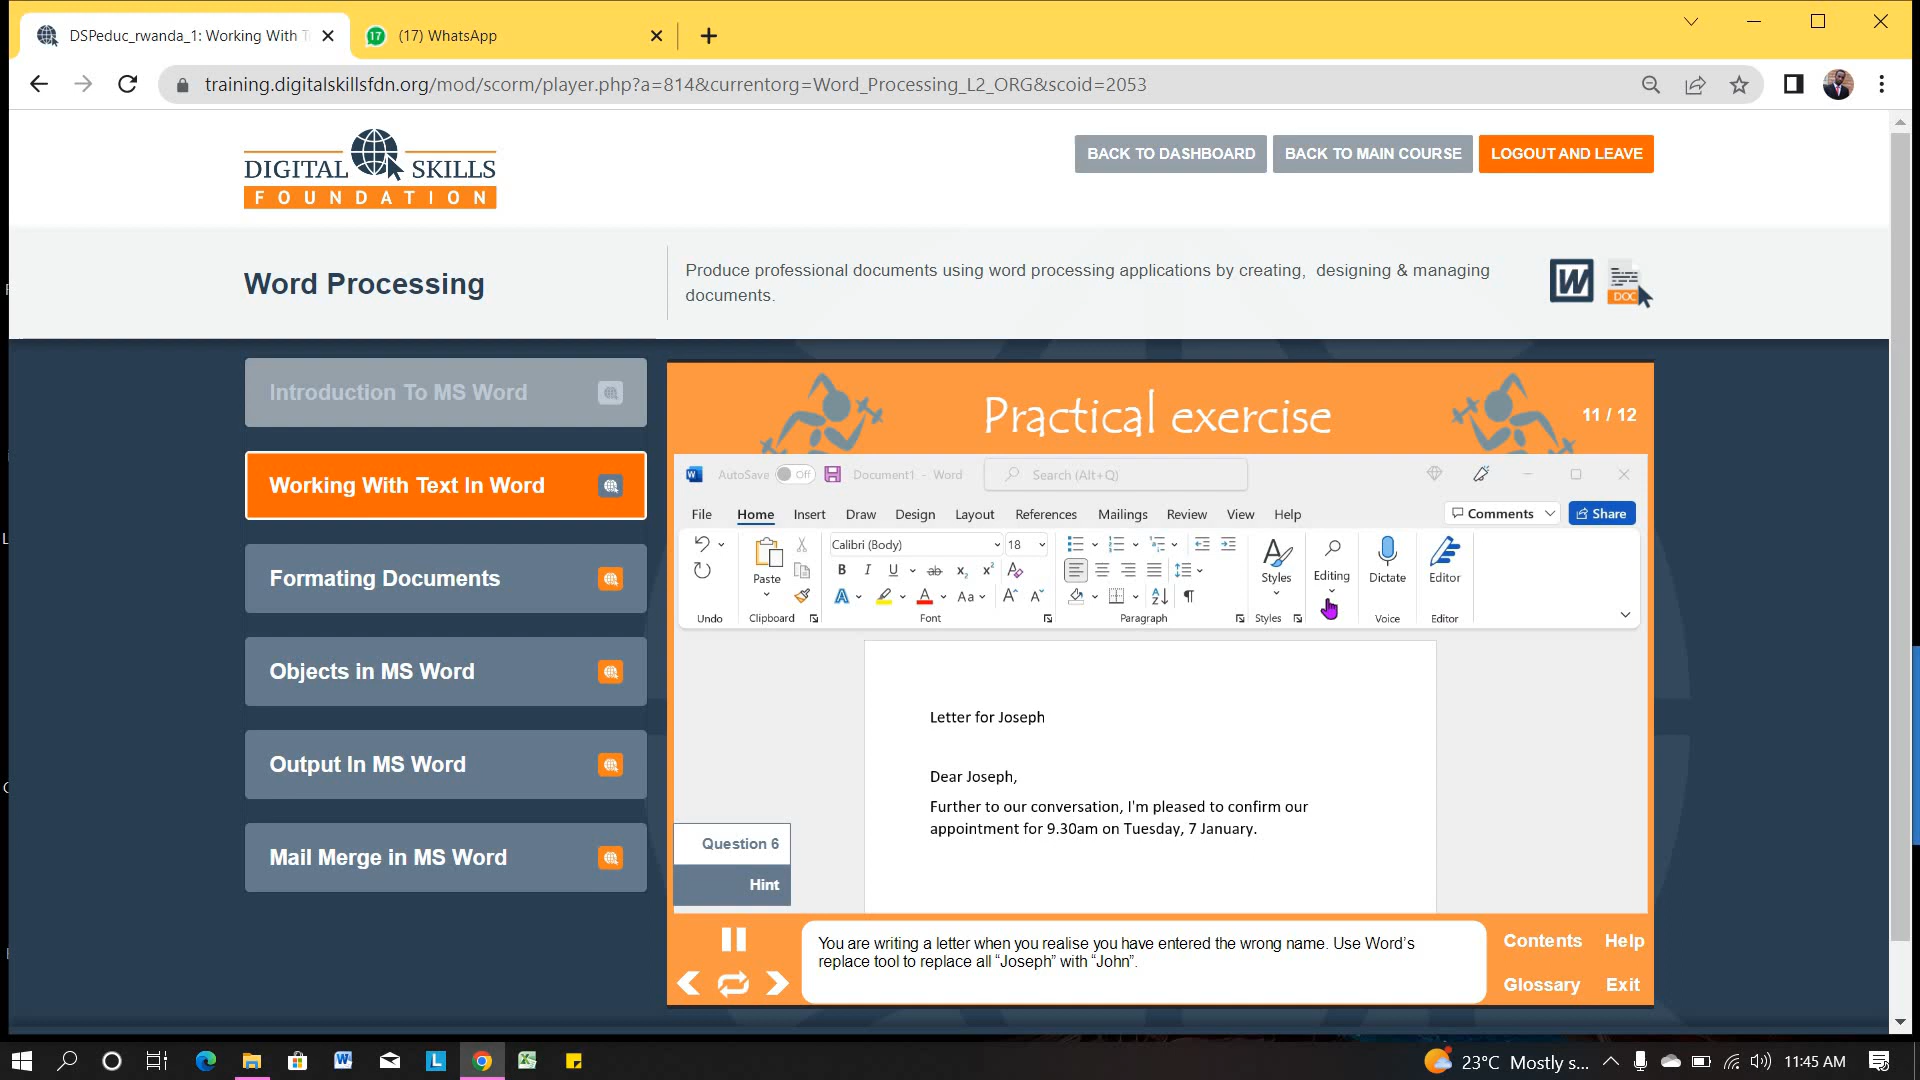 DSPeduc_rwanda_1: Working With T
17 (17) WhatsApp
training.digitalskillsfdn.org/mod/scorm/player.php?a=814&currentorg=Word_Processing_L2_ORG&scoid=2053
DIGITAL SKILLS
FOUNDATION
BACK TO DASHBOARD
BACK TO MAIN COURSE
LOGOUT AND LEAVE
Word Processing
Produce professional documents using word processing applications by creating,  designing & managing
documents.
W
DOC
Introduction To MS Word
Working With Text In Word
Formating Documents
Objects in MS Word
Output In MS Word
Mail Merge in MS Word
Practical exercise
11 / 12
AutoSave Off Document1 - Word Search (Alt+Q)
File Home Insert Draw Design Layout References Mailings Review View Help Comments Share
Calibri (Body) 18
B I U ab x₂ x² A
A A Aa A A
Paste Styles Editing Dictate Editor
Undo Clipboard Font Paragraph Styles Voice Editor
Letter for Joseph
Dear Joseph,
Further to our conversation, I'm pleased to confirm our
appointment for 9.30am on Tuesday, 7 January.
Question 6
Hint
You are writing a letter when you realise you have entered the wrong name. Use Word's
replace tool to replace all “Joseph” with “John”.
Contents Help
Glossary Exit
23°C Mostly s... 11:45 AM